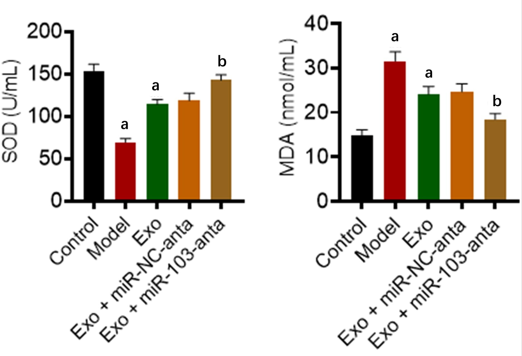 SOD (U/mL)
200
150
100
50
0
a
a
b
Control
Model
Exo
Exo + miR-NC-anta
Exo + miR-103-anta
MDA (nmol/mL)
40
30
20
10
0
a
a
b
Control
Model
Exo
Exo + miR-NC-anta
Exo + miR-103-anta